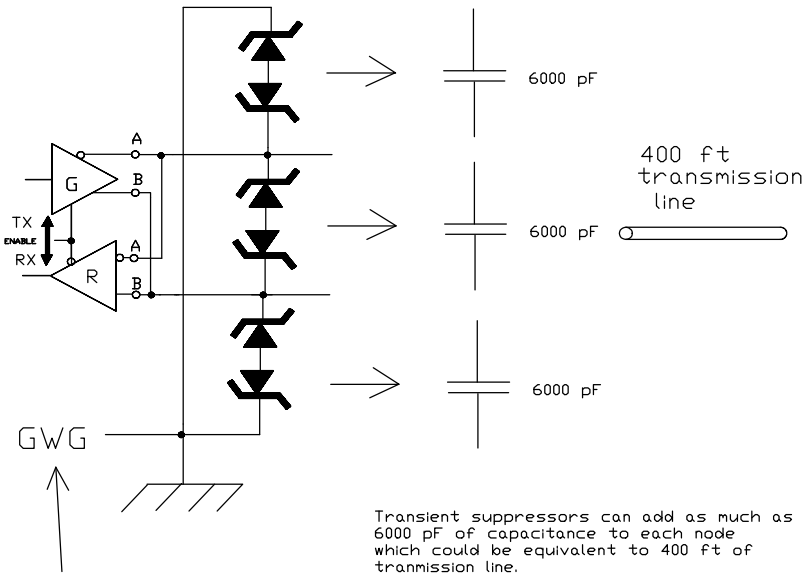 6000 pF
A
400 ft
transmission
line
G
B
TX
ENABLE
RX
A
6000 pF
R
B
6000 pF
GWG
Transient suppressors can add as much as
6000 pF of capacitance to each node
which could be equivalent to 400 ft of
tranmission line.